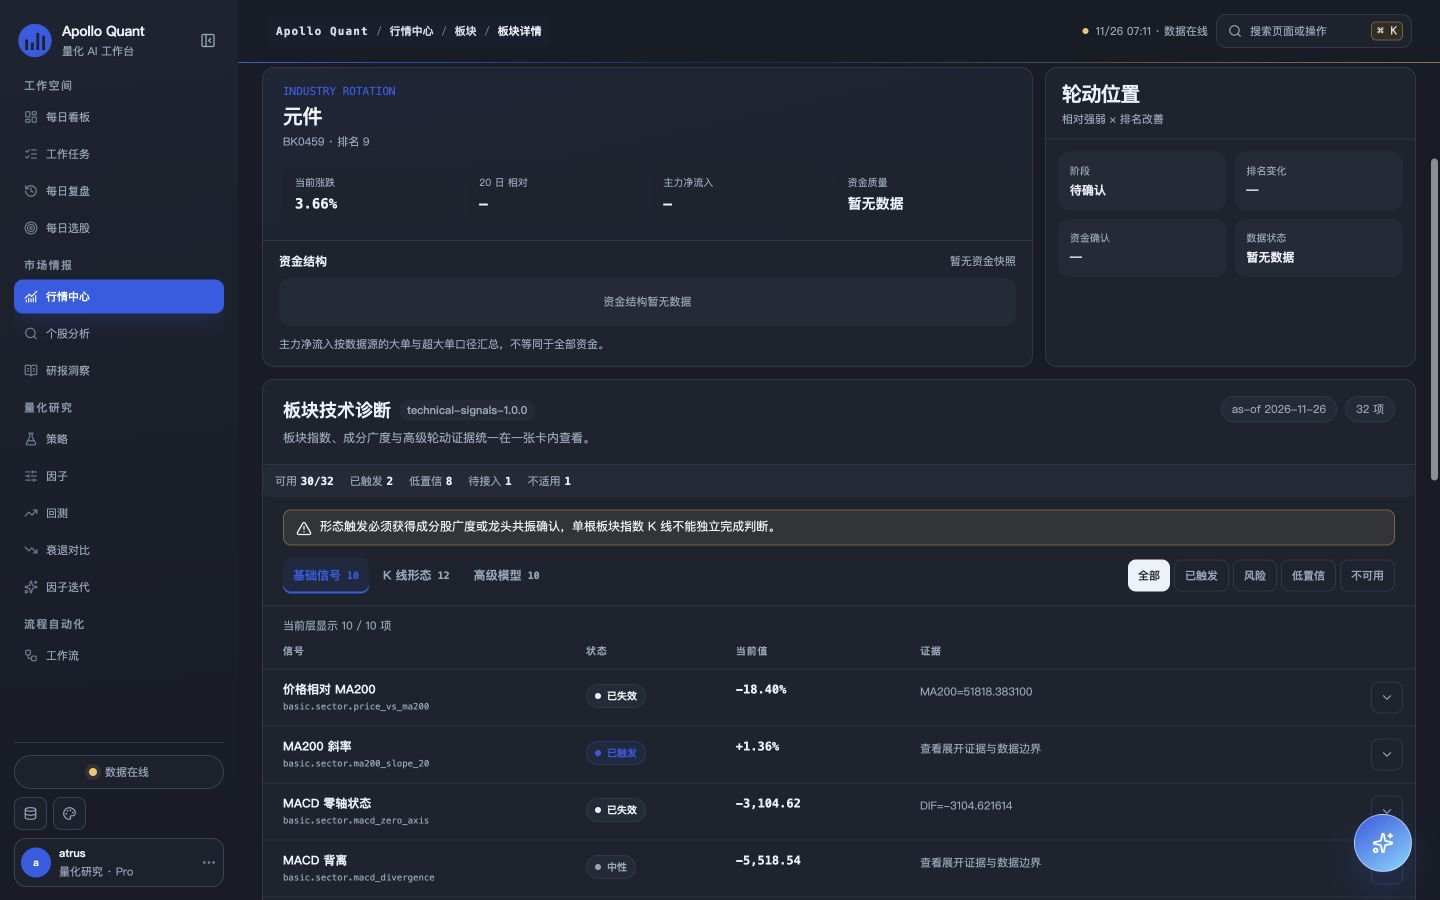 Apollo Quant
量化 AI 工作台
工作空间
每日看板
工作任务
每日复盘
每日选股
市场情报
行情中心
个股分析
研报洞察
量化研究
策略
因子
回测
衰退对比
因子迭代
流程自动化
工作流
数据在线
a
atrus
量化研究 · Pro
Apollo Quant / 行情中心 / 板块 / 板块详情
11/26 07:11 · 数据在线
搜索页面或操作
⌘ K
INDUSTRY ROTATION
元件
BK0459 · 排名 9
当前涨跌
3.66%
20 日 相对
—
主力净流入
—
资金质量
暂无数据
资金结构
暂无资金快照
资金结构暂无数据
主力净流入按数据源的大单与超大单口径汇总，不等同于全部资金。
轮动位置
相对强弱 × 排名改善
阶段
待确认
排名变化
—
资金确认
—
数据状态
暂无数据
板块技术诊断
technical-signals-1.0.0
as-of 2026-11-26
32 项
板块指数、成分广度与高级轮动证据统一在一张卡内查看。
可用 30/32 已触发 2 低置信 8 待接入 1 不适用 1
形态触发必须获得成分股广度或龙头共振确认，单根板块指数 K 线不能独立完成判断。
基础信号 10
K 线形态 12
高级模型 10
全部
已触发
风险
低置信
不可用
当前层显示 10 / 10 项
信号 状态 当前值 证据
价格相对 MA200
basic.sector.price_vs_ma200
已失效
-18.40%
MA200=51818.383100
MA200 斜率
basic.sector.ma200_slope_20
已触发
+1.36%
查看展开证据与数据边界
MACD 零轴状态
basic.sector.macd_zero_axis
已失效
-3,104.62
DIF=-3104.621614
MACD 背离
basic.sector.macd_divergence
中性
-5,518.54
查看展开证据与数据边界